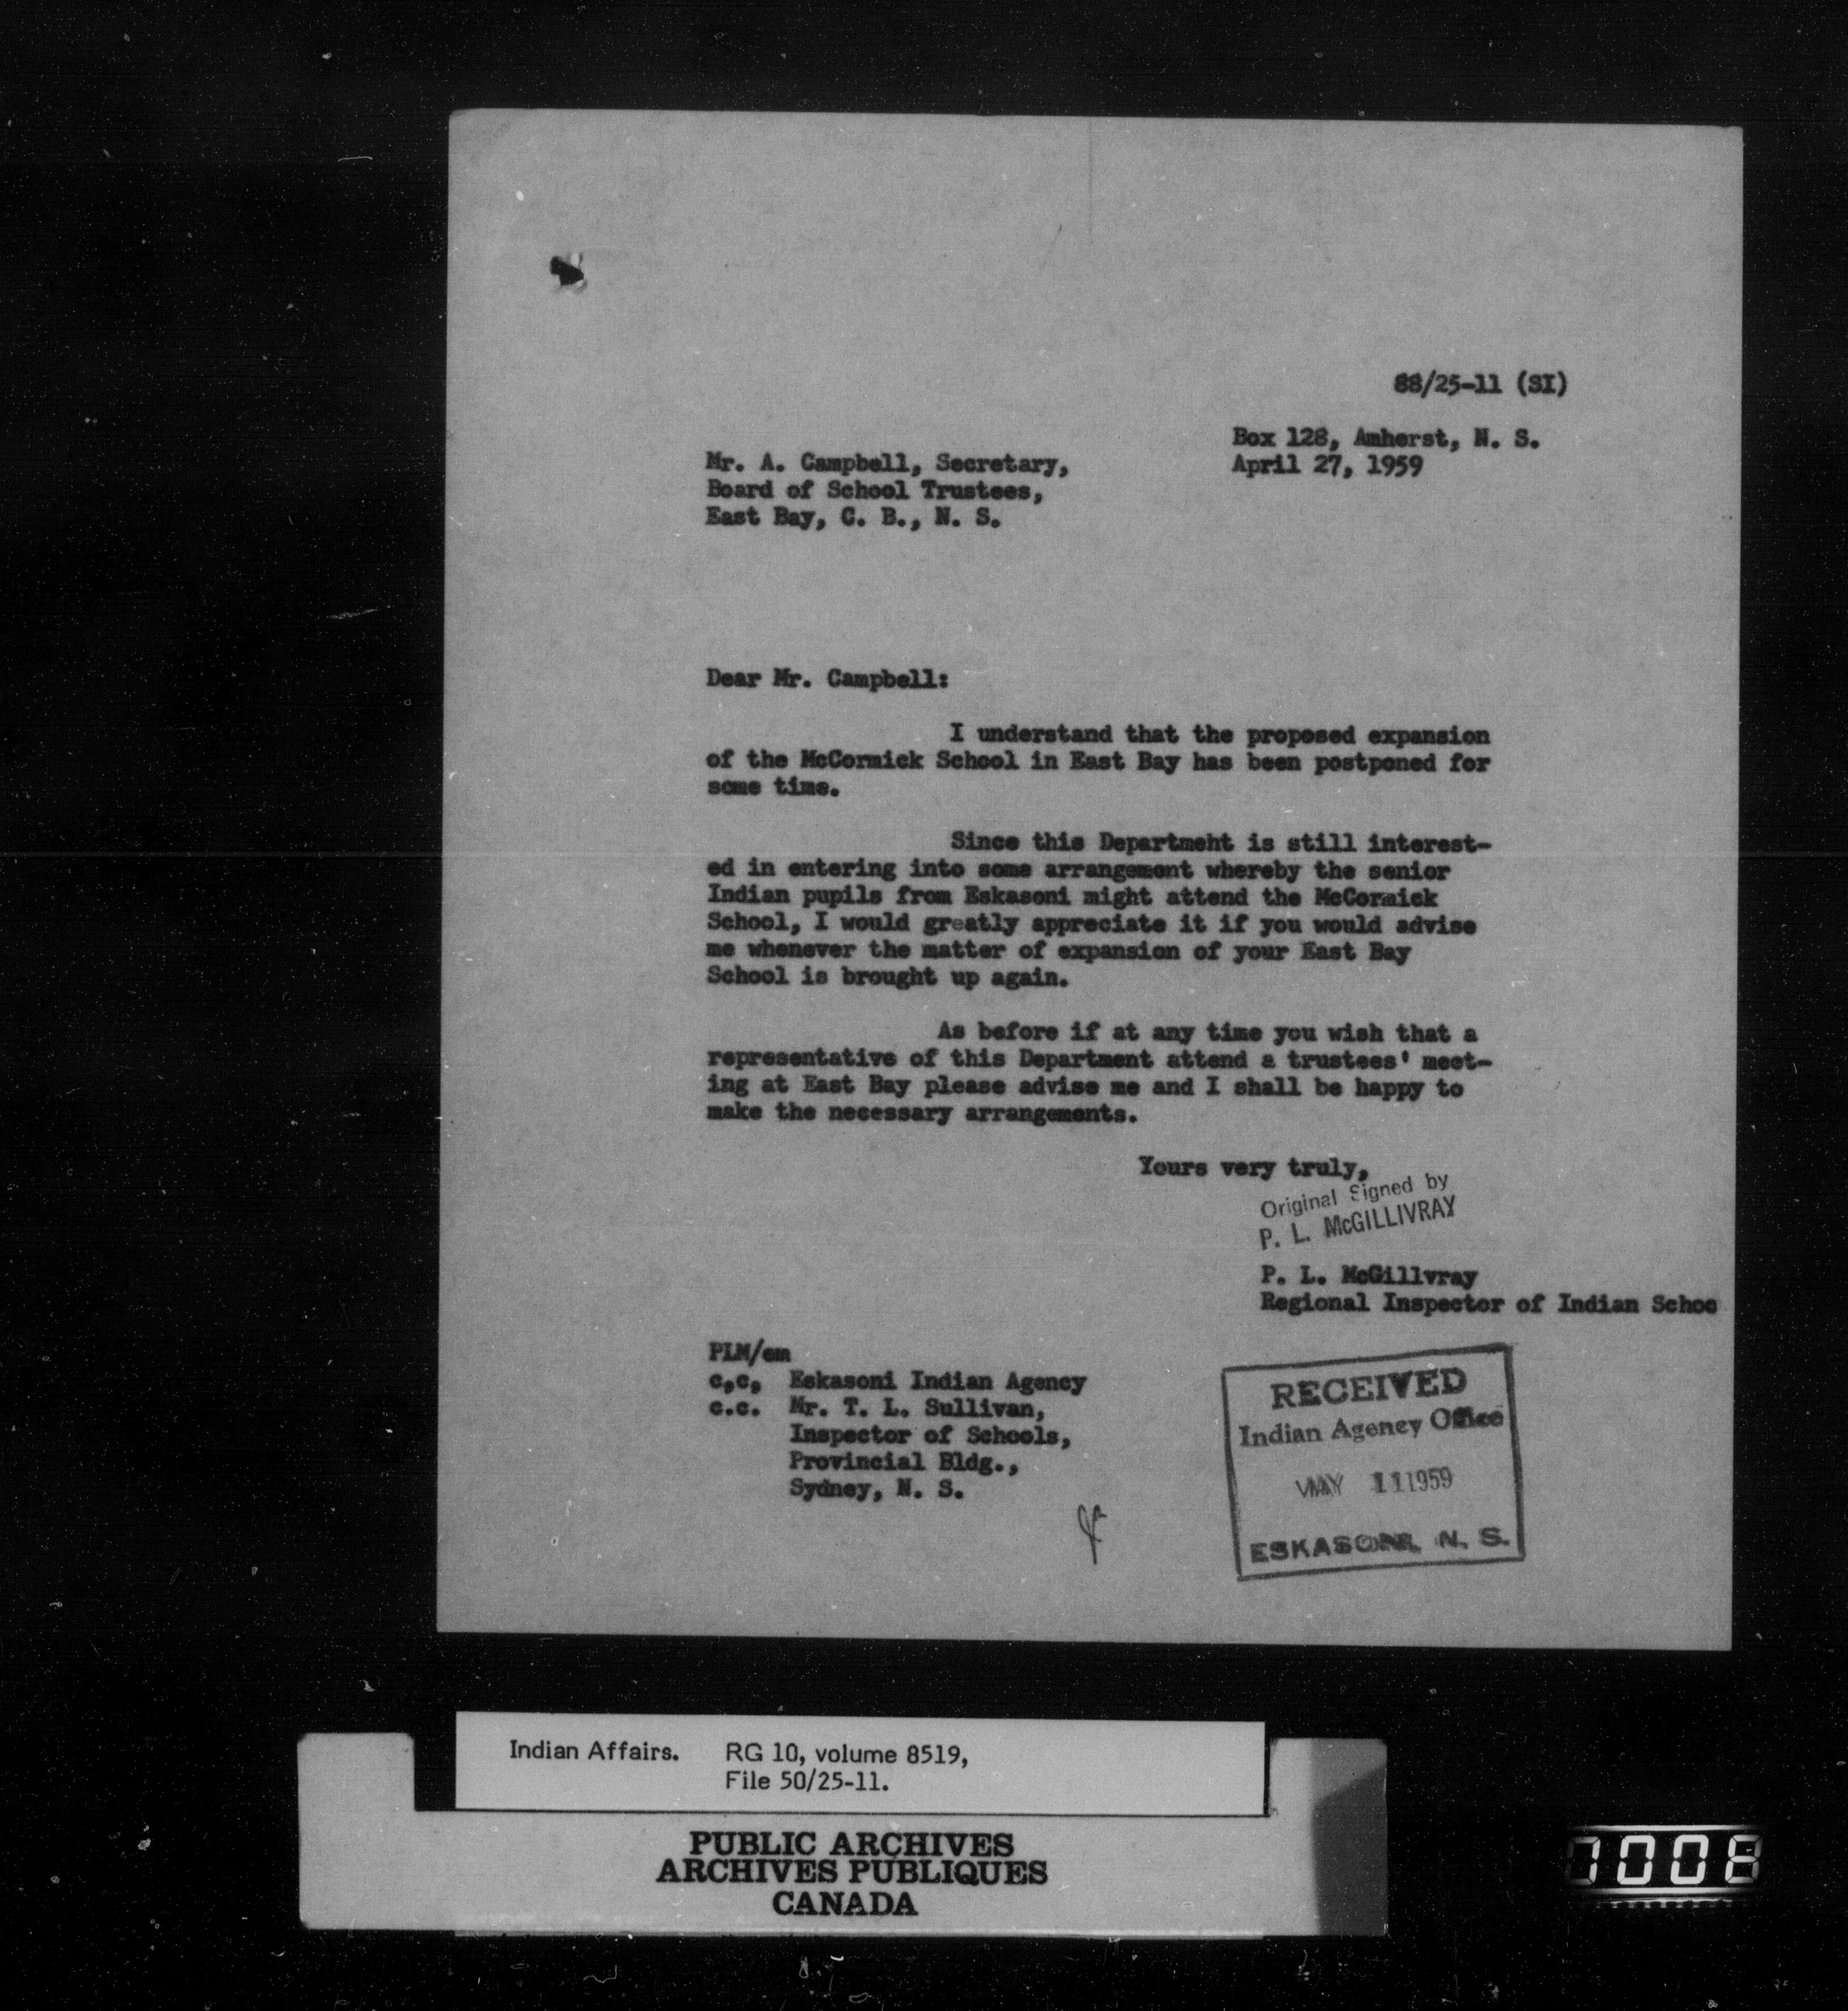 88/25-11 (SI)
Box 128, Amherst, N. S.
April 27, 1959
Mr. A. Campbell, Secretary,
Board of School Trustees,
East Bay, C. B., N. S.
Dear Mr. Campbell:
I understand that the proposed expansion
of the McCormick School in East Bay has been postponed for
some time.
Since this Departmeht is still interest-
ed in entering into some arrangement whereby the senior
Indian pupils from Eskasoni might attend the McCormick
School, I would greatly appreciate it if you would advise
me whenever the matter of expansion of your East Bay
School is brought up again.
As before if at any time you wish that a
representative of this Department attend a trustees' meet-
ing at East Bay please advise me and I shall be happy to
make the necessary arrangements.
Yours very truly,
Original Signed by
P. L. McGILLIVRAY
P. L. McGillvray
Regional Inspector of Indian Schoo
PLM/em
c,c, Eskasoni Indian Agency
c.c. Mr. T. L. Sullivan,
Inspector of Schools,
Provincial Bldg.,
Sydney, N. S.
RECEIVED
Indian Agency Office
MAY 11 1959
ESKASONI, N. S.
Indian Affairs. RG 10, volume 8519,
File 50/25-11.
PUBLIC ARCHIVES
ARCHIVES PUBLIQUES
CANADA
1008